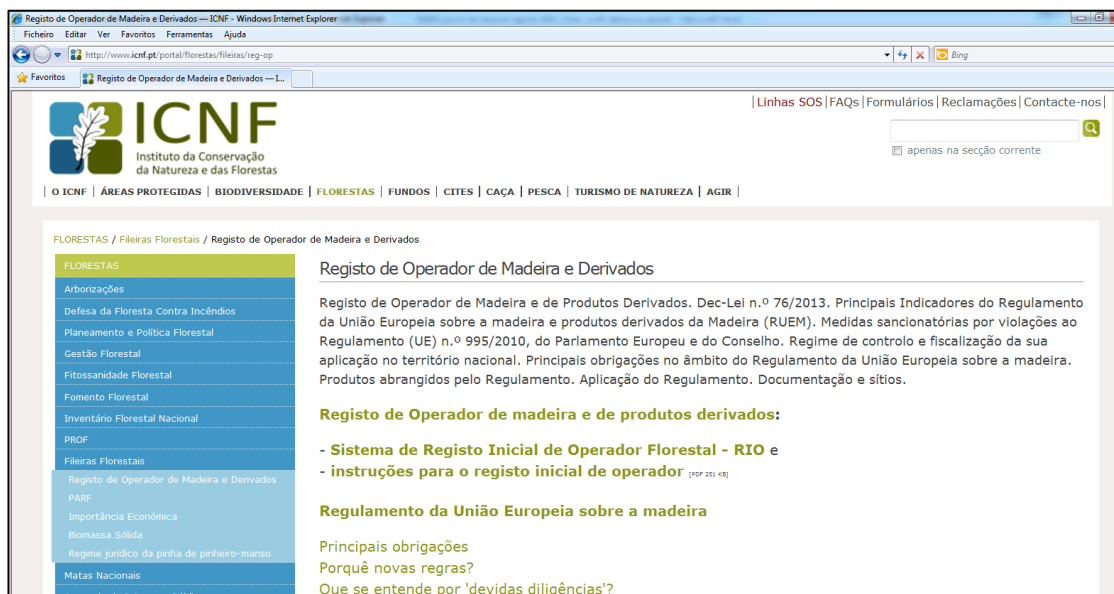 Registo de Operador de Madeira e Derivados — ICNF - Windows Internet Explorer
Ficheiro Editar Ver Favoritos Ferramentas Ajuda
http://www.icnf.pt/portal/florestas/fileiras/reg-op
Bing
Favoritos
Registo de Operador de Madeira e Derivados — I...
|Linhas SOS|FAQs|Formulários|Reclamações|Contacte-nos|
ICNF
Instituto da Conservação
da Natureza e das Florestas
apenas na secção corrente
| O ICNF | ÁREAS PROTEGIDAS | BIODIVERSIDADE | FLORESTAS | FUNDOS | CITES | CAÇA | PESCA | TURISMO DE NATUREZA | AGIR |
FLORESTAS / Fileiras Florestais / Registo de Operador de Madeira e Derivados
FLORESTAS
Arborizações
Defesa da Floresta Contra Incêndios
Planeamento e Política Florestal
Gestão Florestal
Fitossanidade Florestal
Fomento Florestal
Inventário Florestal Nacional
PROF
Fileiras Florestais
Registo de Operador de Madeira e Derivados
PARF
Importância Económica
Biomassa Sólida
Regime jurídico da pinha de pinheiro-manso
Matas Nacionais
Registo de Operador de Madeira e Derivados
Registo de Operador de Madeira e de Produtos Derivados. Dec-Lei n.º 76/2013. Principais Indicadores do Regulamento
da União Europeia sobre a madeira e produtos derivados da Madeira (RUEM). Medidas sancionatórias por violações ao
Regulamento (UE) n.º 995/2010, do Parlamento Europeu e do Conselho. Regime de controlo e fiscalização da sua
aplicação no território nacional. Principais obrigações no âmbito do Regulamento da União Europeia sobre a madeira.
Produtos abrangidos pelo Regulamento. Aplicação do Regulamento. Documentação e sítios.
Registo de Operador de madeira e de produtos derivados:
- Sistema de Registo Inicial de Operador Florestal - RIO e
- instruções para o registo inicial de operador [PDF 251 KB]
Regulamento da União Europeia sobre a madeira
Principais obrigações
Porquê novas regras?
Que se entende por 'devidas diligências'?